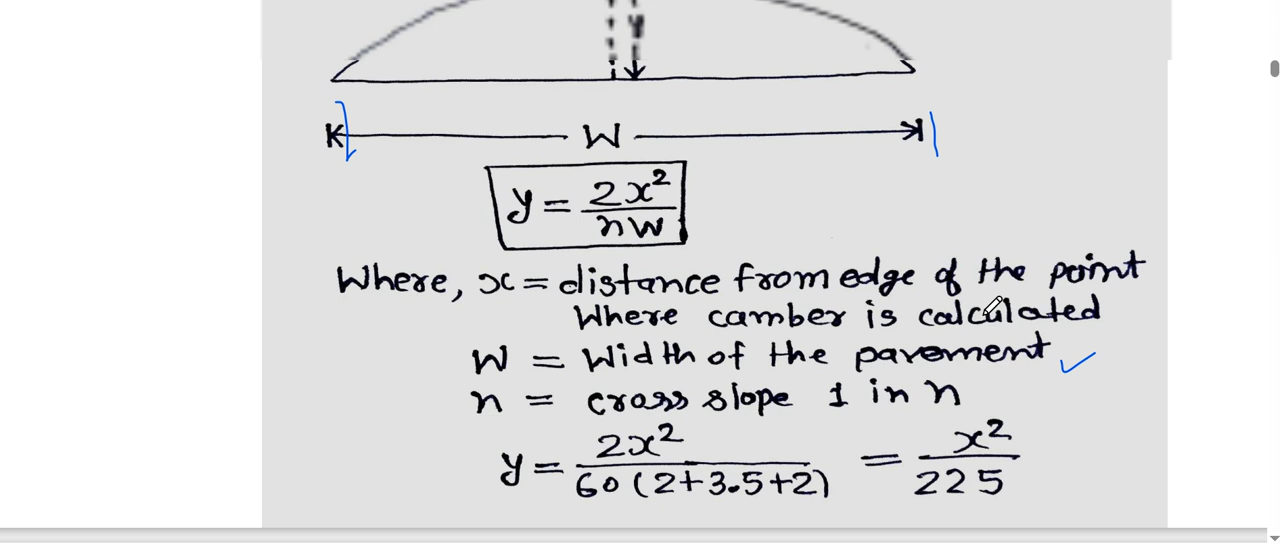 y
W
y = 2x²/nW
Where, x = distance from edge of the point
Where camber is calculated
W = Width of the pavement
n = cross slope 1 in n
y = 2x²/60(2+3.5+2) = x²/225